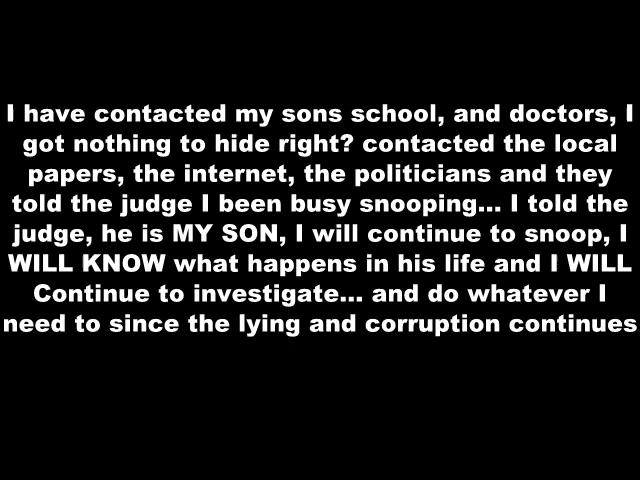 I have contacted my sons school, and doctors, I
got nothing to hide right? contacted the local
papers, the internet, the politicians and they
told the judge I been busy snooping... I told the
judge, he is MY SON, I will continue to snoop, I
WILL KNOW what happens in his life and I WILL
Continue to investigate... and do whatever I
need to since the lying and corruption continues